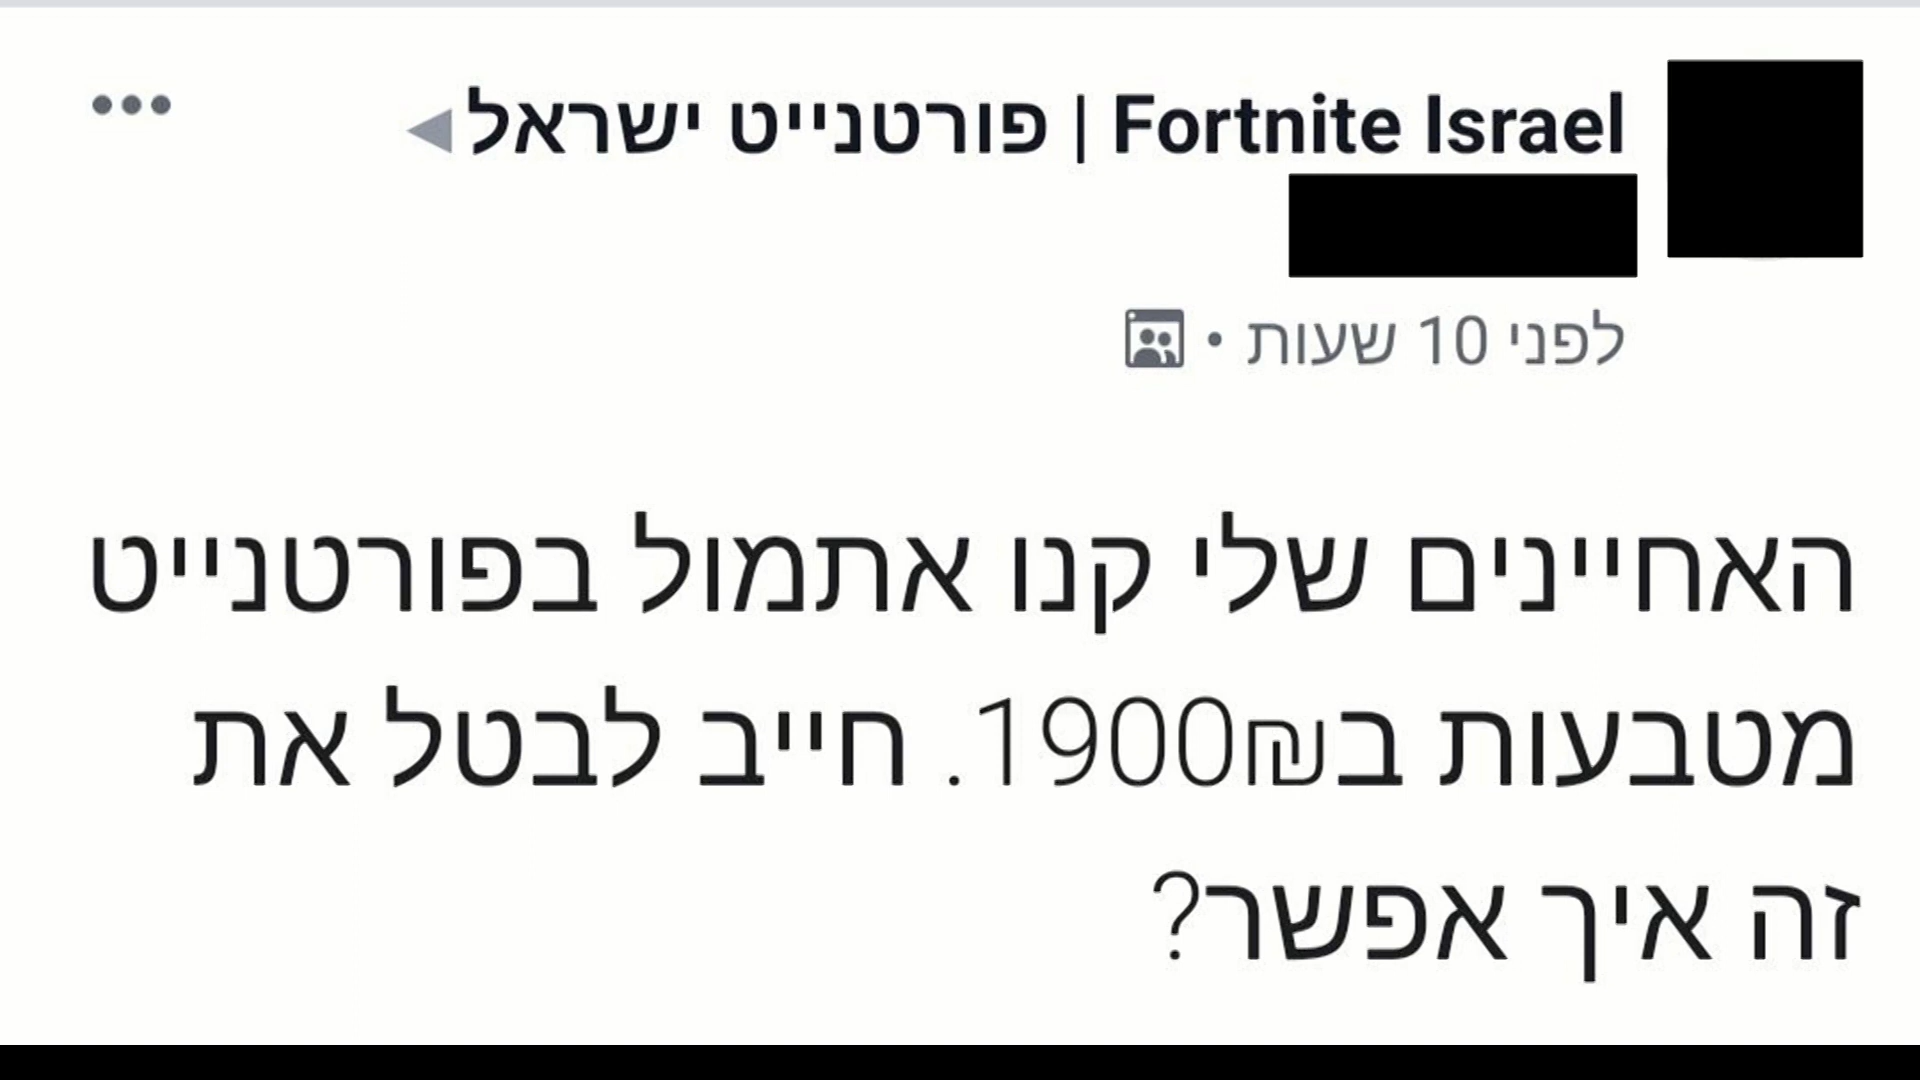 Fortnite Israel | פורטנייט ישראל
לפני 10 שעות •
האחיינים שלי קנו אתמול בפורטנייט
מטבעות ב₪1900. חייב לבטל את
זה איך אפשר?